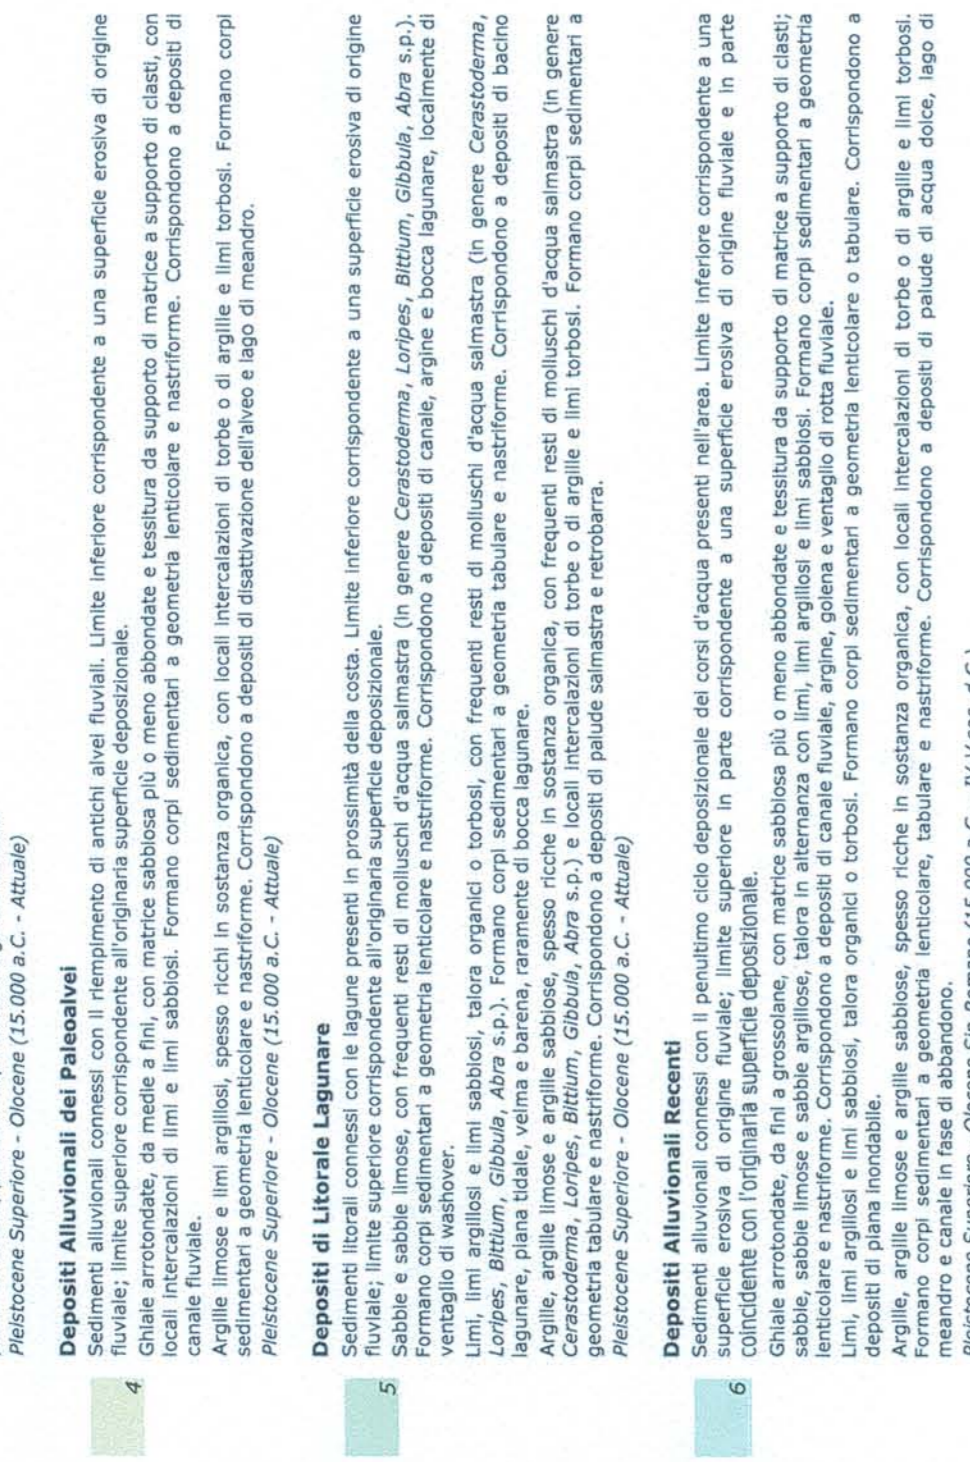 Pleistocene Superiore - Olocene (15.000 a.C. - Attuale)
Depositi Alluvionali dei Paleoalvei
4
Sedimenti alluvionali connessi con il riempimento di antichi alvei fluviali. Limite inferiore corrispondente a una superficie erosiva di origine
fluviale; limite superiore corrispondente all'originaria superficie deposizionale.
Ghiaie arrotondate, da medie a fini, con matrice sabbiosa più o meno abbondate e tessitura da supporto di matrice a supporto di clasti, con
locali intercalazioni di limi e limi sabbiosi. Formano corpi sedimentari a geometria lenticolare e nastriforme. Corrispondono a depositi di
canale fluviale.
Argille limose e limi argillosi, spesso ricchi in sostanza organica, con locali intercalazioni di torbe o di argille e limi torbosi. Formano corpi
sedimentari a geometria lenticolare e nastriforme. Corrispondono a depositi di disattivazione dell'alveo e lago di meandro.
Pleistocene Superiore - Olocene (15.000 a.C. - Attuale)
Depositi di Litorale Lagunare
5
Sedimenti litorali connessi con le lagune presenti in prossimità della costa. Limite inferiore corrispondente a una superficie erosiva di origine
fluviale; limite superiore corrispondente all'originaria superficie deposizionale.
Sabbie e sabbie limose, con frequenti resti di molluschi d'acqua salmastra (in genere Cerastoderma, Loripes, Bittium, Gibbula, Abra s.p.).
Formano corpi sedimentari a geometria lenticolare e nastriforme. Corrispondono a depositi di canale, argine e bocca lagunare, localmente di
ventaglio di washover.
Limi, limi argillosi e limi sabbiosi, talora organici o torbosi, con frequenti resti di molluschi d'acqua salmastra (in genere Cerastoderma,
Loripes, Bittium, Gibbula, Abra s.p.). Formano corpi sedimentari a geometria tabulare e nastriforme. Corrispondono a depositi di bacino
lagunare, piana tidale, velma e barena, raramente di bocca lagunare.
Argille, argille limose e argille sabbiose, spesso ricche in sostanza organica, con frequenti resti di molluschi d'acqua salmastra (in genere
Cerastoderma, Loripes, Bittium, Gibbula, Abra s.p.) e locali intercalazioni di torbe o di argille e limi torbosi. Formano corpi sedimentari a
geometria tabulare e nastriforme. Corrispondono a depositi di palude salmastra e retrobarra.
Pleistocene Superiore - Olocene (15.000 a.C. - Attuale)
Depositi Alluvionali Recenti
6
Sedimenti alluvionali connessi con il penultimo ciclo deposizionale dei corsi d'acqua presenti nell'area. Limite inferiore corrispondente a una
superficie erosiva di origine fluviale; limite superiore in parte corrispondente a una superficie erosiva di origine fluviale e in parte
coincidente con l'originaria superficie deposizionale.
Ghiaie arrotondate, da fini a grossolane, con matrice sabbiosa più o meno abbondate e tessitura da supporto di matrice a supporto di clasti;
sabbie, sabbie limose e sabbie argillose, talora in alternanza con limi, limi argillosi e limi sabbiosi. Formano corpi sedimentari a geometria
lenticolare e nastriforme. Corrispondono a depositi di canale fluviale, argine, golena e ventaglio di rotta fluviale.
Limi, limi argillosi e limi sabbiosi, talora organici o torbosi. Formano corpi sedimentari a geometria lenticolare o tabulare. Corrispondono a
depositi di plana inondabile.
Argille, argille limose e argille sabbiose, spesso ricche in sostanza organica, con locali intercalazioni di torbe o di argille e limi torbosi.
Formano corpi sedimentari a geometria lenticolare, tabulare e nastriforme. Corrispondono a depositi di palude di acqua dolce, lago di
meandro e canale in fase di abbandono.